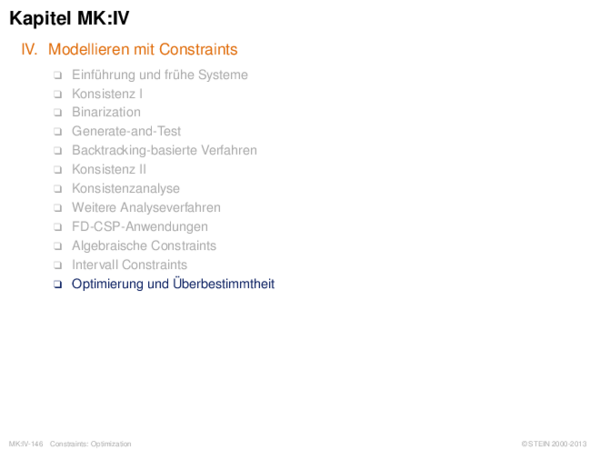 Kapitel MK:IV
IV. Modellieren mit Constraints
❑ Einführung und frühe Systeme
❑ Konsistenz I
❑ Binarization
❑ Generate-and-Test
❑ Backtracking-basierte Verfahren
❑ Konsistenz II
❑ Konsistenzanalyse
❑ Weitere Analyseverfahren
❑ FD-CSP-Anwendungen
❑ Algebraische Constraints
❑ Intervall Constraints
❑ Optimierung und Überbestimmtheit
MK:IV-146 Constraints: Optimization © STEIN 2000-2013